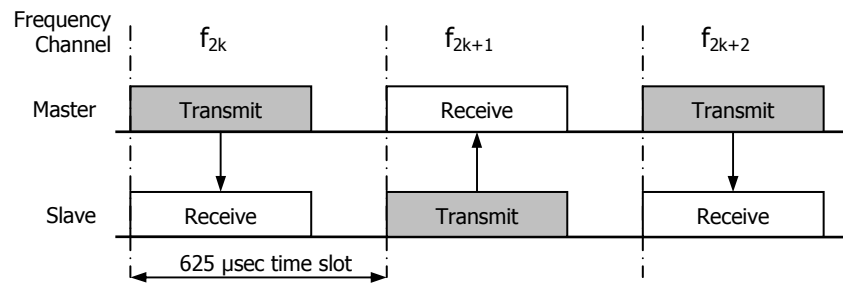 Frequency
Channel
f2k
f2k+1
f2k+2
Master
Transmit
Receive
Transmit
Slave
Receive
Transmit
Receive
625 µsec time slot